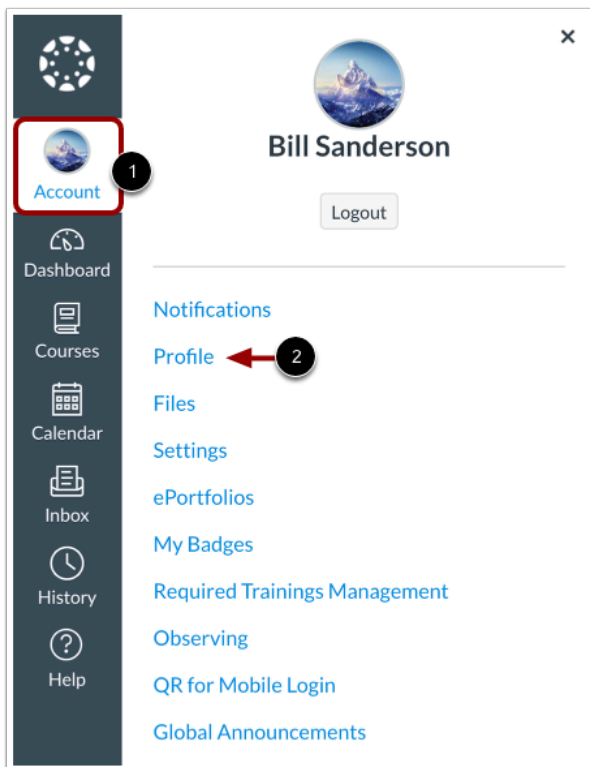 Account
1
Dashboard
Courses
Calendar
Inbox
History
Help
×
Bill Sanderson
Logout
Notifications
Profile 2
Files
Settings
ePortfolios
My Badges
Required Trainings Management
Observing
QR for Mobile Login
Global Announcements